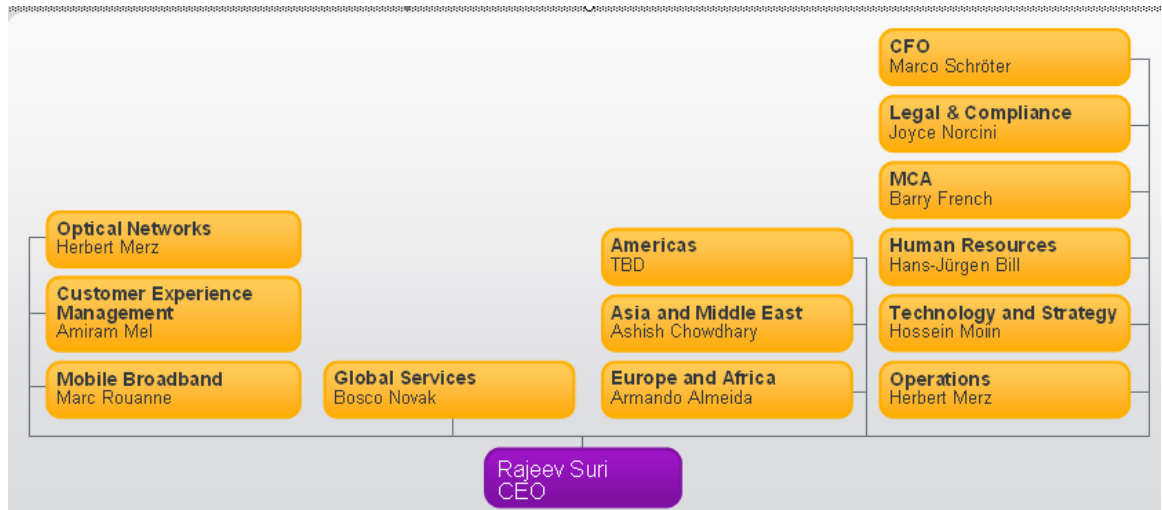 CFO
Marco Schröter
Legal & Compliance
Joyce Norcini
MCA
Barry French
Optical Networks
Herbert Merz
Customer Experience
Management
Amiram Mel
Mobile Broadband
Marc Rouanne
Global Services
Bosco Novak
Americas
TBD
Asia and Middle East
Ashish Chowdhary
Europe and Africa
Armando Almeida
Human Resources
Hans-Jürgen Bill
Technology and Strategy
Hossein Moiin
Operations
Herbert Merz
Rajeev Suri
CEO